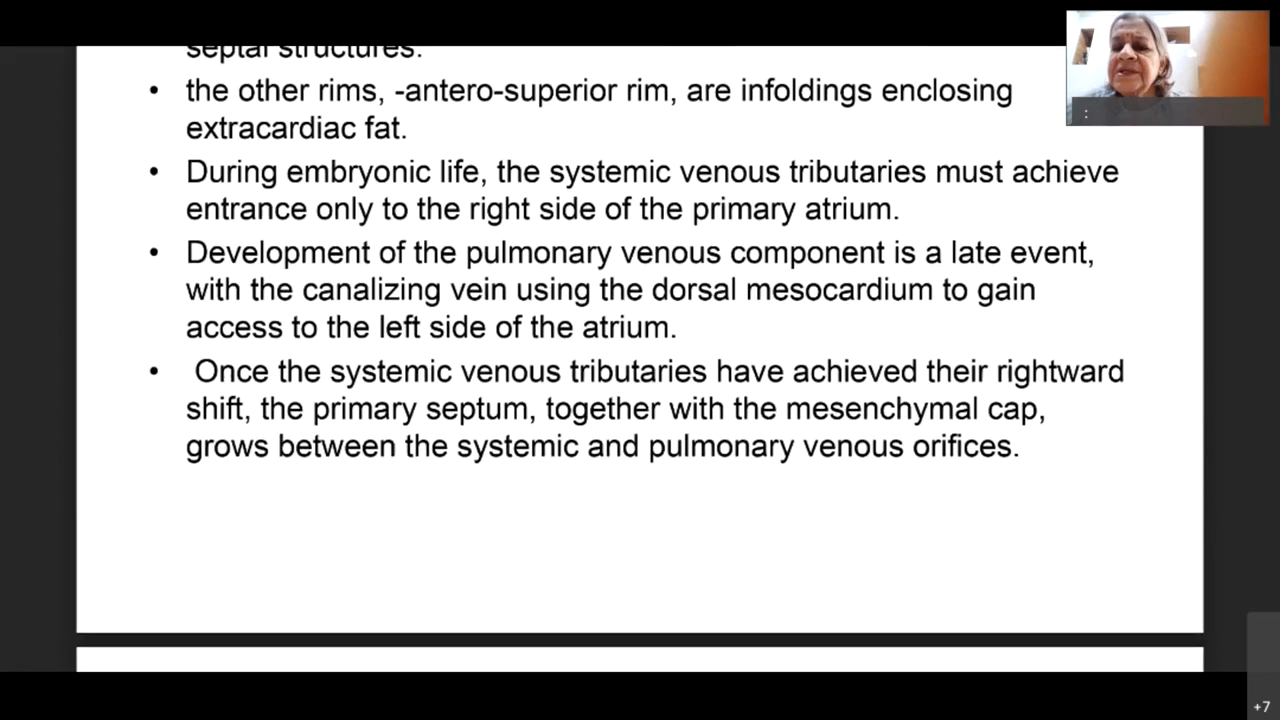 septal structures.
• the other rims, -antero-superior rim, are infoldings enclosing
extracardiac fat.
• During embryonic life, the systemic venous tributaries must achieve
entrance only to the right side of the primary atrium.
• Development of the pulmonary venous component is a late event,
with the canalizing vein using the dorsal mesocardium to gain
access to the left side of the atrium.
• Once the systemic venous tributaries have achieved their rightward
shift, the primary septum, together with the mesenchymal cap,
grows between the systemic and pulmonary venous orifices.
:
+7